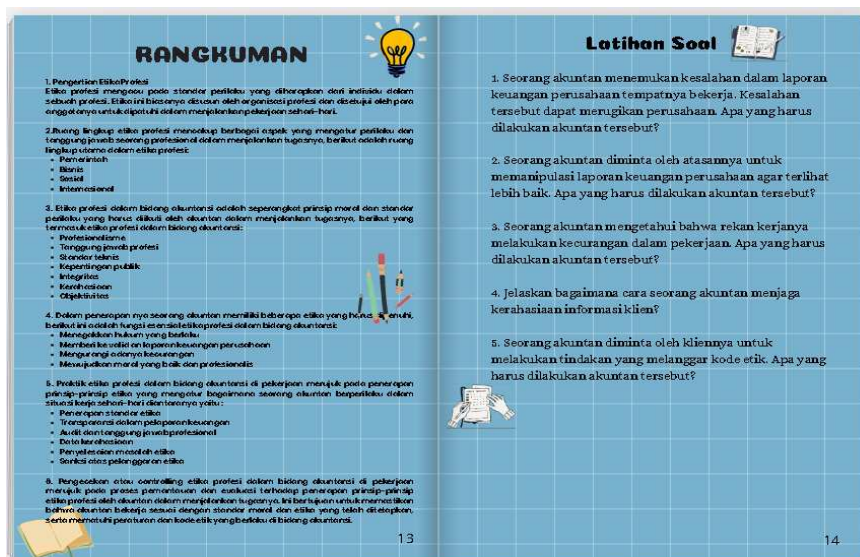 RANGKUMAN
1. Pengertian Etika Profesi
Etika profesi mengacu pada standar perilaku yang diharapkan dari individu dalam
sebuah profesi. Etika ini biasanya disusun oleh organisasi profesi dan disetujui oleh para
anggotanya untuk dipatuhi dalam menjalankan pekerjaan sehari-hari.
2.Ruang lingkup etika profesi mencakup berbagai aspek yang mengatur perilaku dan
tanggung jawab seorang profesional dalam menjalankan tugasnya, berikut adalah ruang
lingkup utama dalam etika profesi:
• Pemerintah
• Bisnis
• Sosial
• Internasional
3. Etika profesi dalam bidang akuntansi adalah seperangkat prinsip moral dan standar
perilaku yang harus diikuti oleh akuntan dalam menjalankan tugasnya, berikut yang
termasuk etika profesi dalam bidang akuntansi:
• Profesionalisme
• Tanggung jawab profesi
• Standar teknis
• Kepentingan publik
• Integritas
• Kerahasiaan
• Objektivitas
4. Dalam penerapan nya seorang akuntan memiliki beberapa etika yang harus dipenuhi,
berikut ini adalah fungsi esensial etika profesi dalam bidang akuntansi:
• Menegakkan hukum yang berlaku
• Memberi ke valid an laporan keuangan perusahaan
• Mengurangi adanya kecurangan
• Mewujudkan moral yang baik dan profesionalis
5. Praktik etika profesi dalam bidang akuntansi di pekerjaan merujuk pada penerapan
prinsip-prinsip etika yang mengatur bagaimana seorang akuntan berperilaku dalam
situasi kerja sehari-hari diantaranya yaitu :
• Penerapan standar etika
• Transparansi dalam pelaporan keuangan
• Audit dan tanggung jawab profesional
• Data kerahasiaan
• Penyelesaian masalah etika
• Sanksi atas pelanggaran etika
6. Pengecekan atau controlling etika profesi dalam bidang akuntansi di pekerjaan
merujuk pada proses pemantauan dan evaluasi terhadap penerapan prinsip-prinsip
etika profesi oleh akuntan dalam menjalankan tugasnya. Ini bertujuan untuk memastikan
bahwa akuntan bekerja sesuai dengan standar moral dan etika yang telah ditetapkan,
serta mematuhi peraturan dan kode etik yang berlaku di bidang akuntansi.
13
Latihan Soal
1. Seorang akuntan menemukan kesalahan dalam laporan
keuangan perusahaan tempatnya bekerja. Kesalahan
tersebut dapat merugikan perusahaan. Apa yang harus
dilakukan akuntan tersebut?
2. Seorang akuntan diminta oleh atasannya untuk
memanipulasi laporan keuangan perusahaan agar terlihat
lebih baik. Apa yang harus dilakukan akuntan tersebut?
3. Seorang akuntan mengetahui bahwa rekan kerjanya
melakukan kecurangan dalam pekerjaan. Apa yang harus
dilakukan akuntan tersebut?
4. Jelaskan bagaimana cara seorang akuntan menjaga
kerahasiaan informasi klien?
5. Seorang akuntan diminta oleh kliennya untuk
melakukan tindakan yang melanggar kode etik. Apa yang
harus dilakukan akuntan tersebut?
14